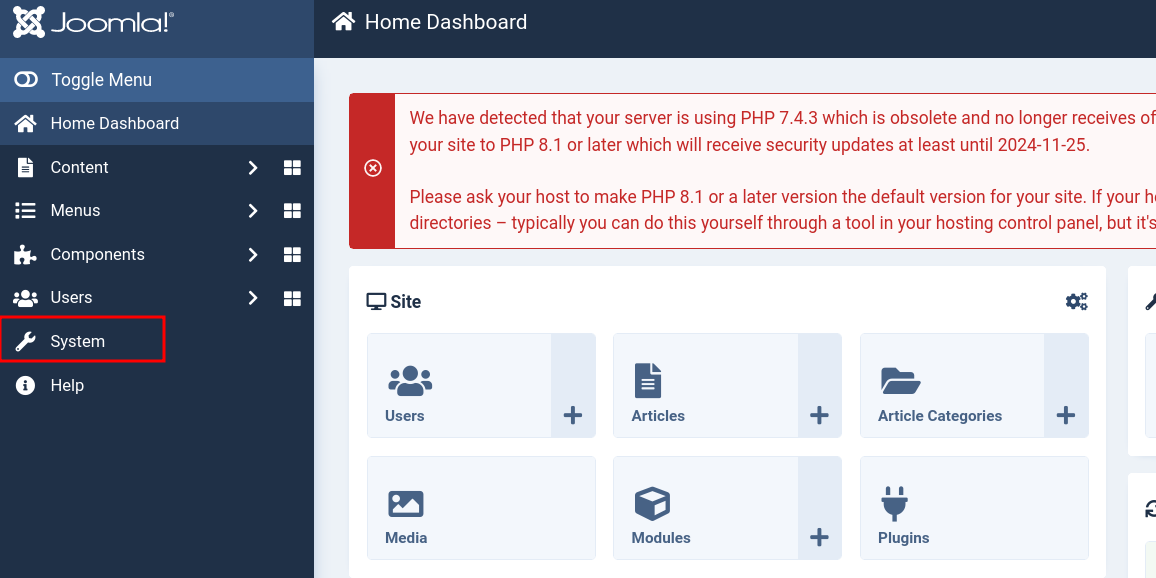 Joomla!®
Home Dashboard
Toggle Menu
Home Dashboard
Content
Menus
Components
Users
System
Help
We have detected that your server is using PHP 7.4.3 which is obsolete and no longer receives of
your site to PHP 8.1 or later which will receive security updates at least until 2024-11-25.
Please ask your host to make PHP 8.1 or a later version the default version for your site. If your h
directories – typically you can do this yourself through a tool in your hosting control panel, but it's
Site
Users
Articles
Article Categories
Media
Modules
Plugins